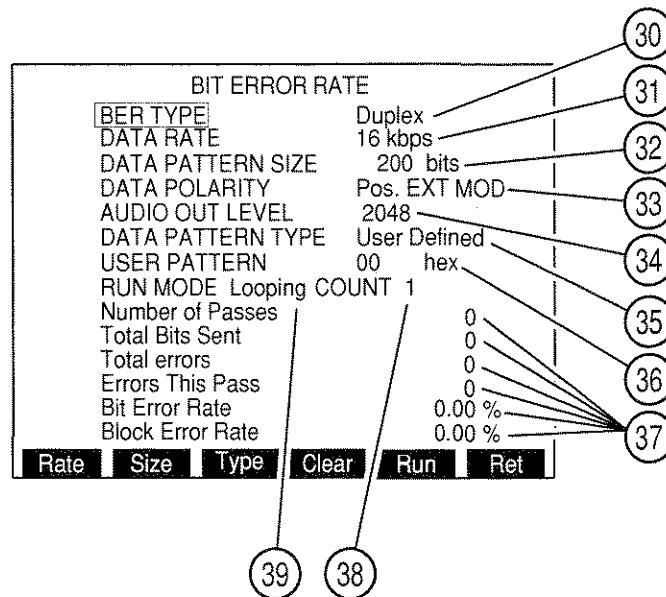 BIT ERROR RATE
BER TYPE Duplex
DATA RATE 16 kbps
DATA PATTERN SIZE 200 bits
DATA POLARITY Pos. EXT MOD
AUDIO OUT LEVEL 2048
DATA PATTERN TYPE User Defined
USER PATTERN 00 hex
RUN MODE Looping COUNT 1
Number of Passes 0
Total Bits Sent 0
Total errors 0
Errors This Pass 0
Bit Error Rate 0.00 %
Block Error Rate 0.00 %
Rate Size Type Clear Run Ret
30
31
32
33
34
35
36
37
39 38